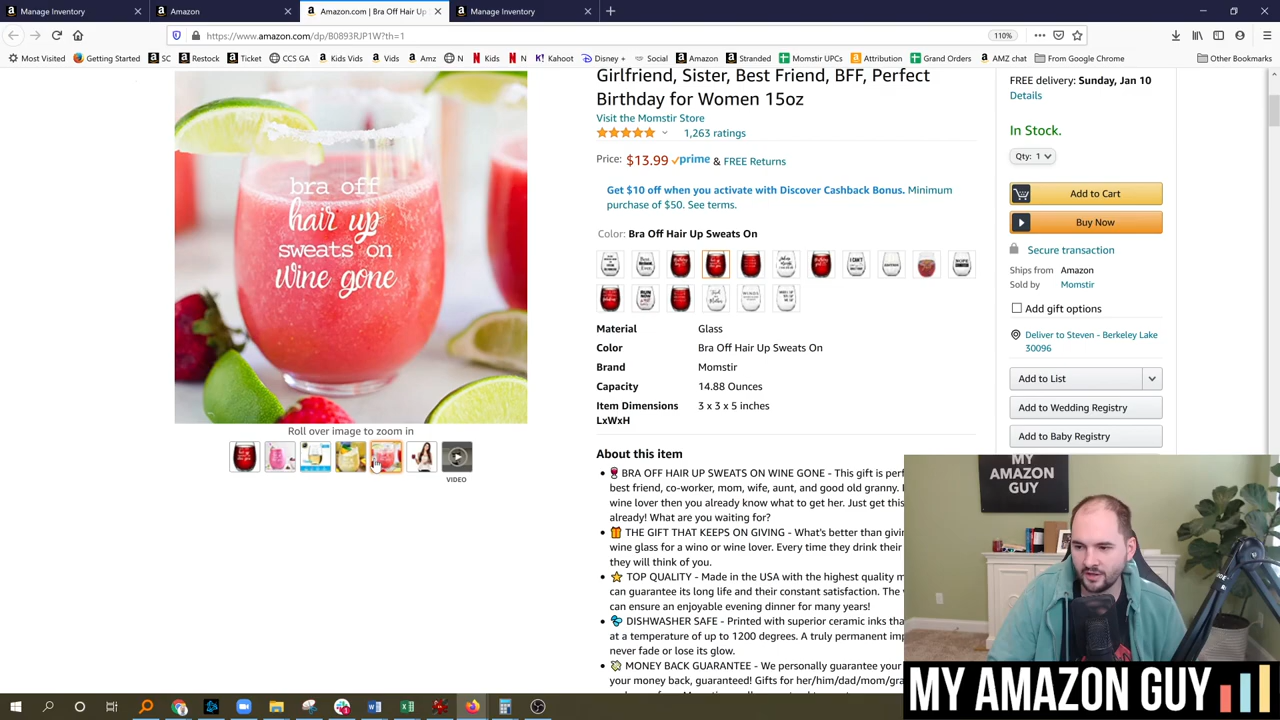 Manage Inventory
Amazon
Amazon.com | Bra Off Hair Up
Manage Inventory
https://www.amazon.com/dp/B0893RJP1W?th=1
110%
Most Visited
Getting Started
SC
Restock
Ticket
CCS GA
Kids Vids
Vids
Amz
N
Kids
N
Kahoot
Disney +
Social
Amazon
Stranded
Momstir UPCs
Attribution
Grand Orders
AMZ chat
From Google Chrome
Other Bookmarks
bra off
hair up
sweats on
wine gone
Roll over image to zoom in
VIDEO
Girlfriend, Sister, Best Friend, BFF, Perfect
Birthday for Women 15oz
Visit the Momstir Store
1,263 ratings
Price: $13.99 prime & FREE Returns
Get $10 off when you activate with Discover Cashback Bonus. Minimum
purchase of $50. See terms.
Color: Bra Off Hair Up Sweats On
Material Glass
Color Bra Off Hair Up Sweats On
Brand Momstir
Capacity 14.88 Ounces
Item Dimensions 3 x 3 x 5 inches
LxWxH
About this item
BRA OFF HAIR UP SWEATS ON WINE GONE - This gift is perf
best friend, co-worker, mom, wife, aunt, and good old granny.
wine lover then you already know what to get her. Just get this
already! What are you waiting for?
THE GIFT THAT KEEPS ON GIVING - What's better than givi
wine glass for a wino or wine lover. Every time they drink their
they will think of you.
TOP QUALITY - Made in the USA with the highest quality m
can guarantee its long life and their constant satisfaction. The
can ensure an enjoyable evening dinner for many years!
DISHWASHER SAFE - Printed with superior ceramic inks tha
at a temperature of up to 1200 degrees. A truly permanent im
never fade or lose its glow.
MONEY BACK GUARANTEE - We personally guarantee your
your money back, guaranteed! Gifts for her/him/dad/mom/gra
FREE delivery: Sunday, Jan 10
Details
In Stock.
Qty: 1
Add to Cart
Buy Now
Secure transaction
Ships from Amazon
Sold by Momstir
Add gift options
Deliver to Steven - Berkeley Lake
30096
Add to List
Add to Wedding Registry
Add to Baby Registry
MY
AMAZON
GUY
MY AMAZON GUY